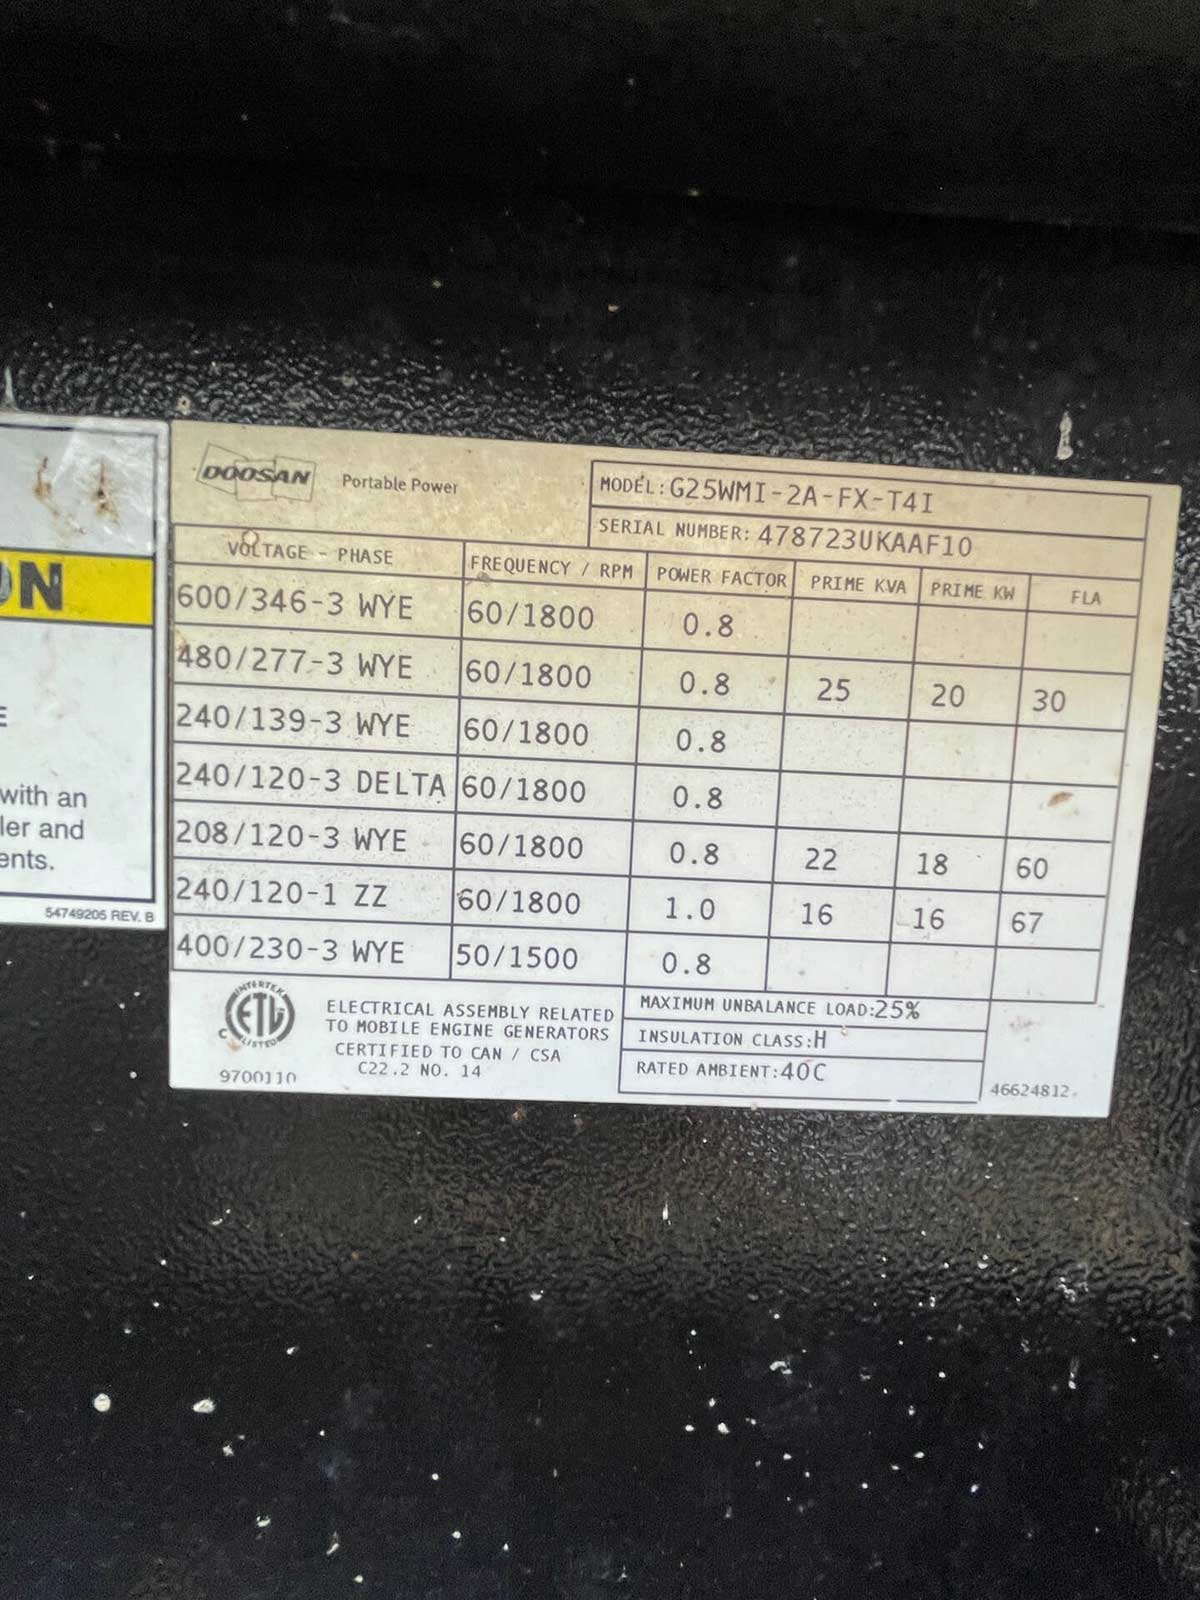 DOOSAN Portable Power
MODEL: G25WMI-2A-FX-T4I
SERIAL NUMBER: 478723UKAAF10
VOLTAGE - PHASE FREQUENCY / RPM POWER FACTOR PRIME KVA PRIME KW FLA
600/346-3 WYE 60/1800 0.8
480/277-3 WYE 60/1800 0.8 25 20 30
240/139-3 WYE 60/1800 0.8
240/120-3 DELTA 60/1800 0.8
208/120-3 WYE 60/1800 0.8 22 18 60
240/120-1 ZZ 60/1800 1.0 16 16 67
400/230-3 WYE 50/1500 0.8
INTERTEK
C ETL
LISTED
9700110
ELECTRICAL ASSEMBLY RELATED
TO MOBILE ENGINE GENERATORS
CERTIFIED TO CAN / CSA
C22.2 NO. 14
MAXIMUM UNBALANCE LOAD:25%
INSULATION CLASS:H
RATED AMBIENT:40C
46624812
ON
E
with an
ler and
ents.
54749205 REV. B